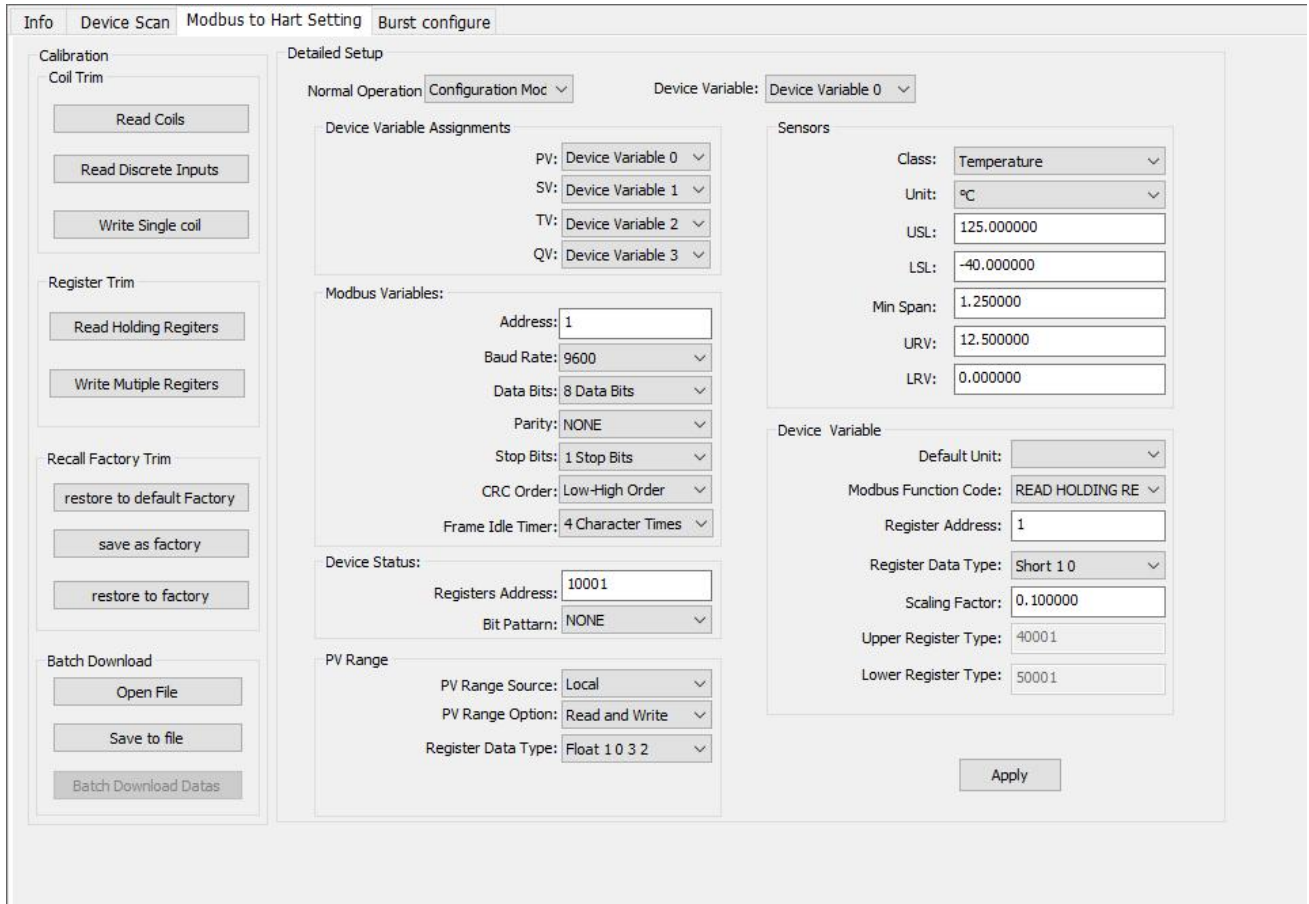 Info Device Scan Modbus to Hart Setting Burst configure
Calibration
Coil Trim
Read Coils
Read Discrete Inputs
Write Single coil
Register Trim
Read Holding Regiters
Write Mutiple Regiters
Recall Factory Trim
restore to default Factory
save as factory
restore to factory
Batch Download
Open File
Save to file
Batch Download Datas
Detailed Setup
Normal Operation Configuration Moc
Device Variable: Device Variable 0
Device Variable Assignments
PV: Device Variable 0
SV: Device Variable 1
TV: Device Variable 2
QV: Device Variable 3
Modbus Variables:
Address: 1
Baud Rate: 9600
Data Bits: 8 Data Bits
Parity: NONE
Stop Bits: 1 Stop Bits
CRC Order: Low-High Order
Frame Idle Timer: 4 Character Times
Device Status:
Registers Address: 10001
Bit Pattarn: NONE
PV Range
PV Range Source: Local
PV Range Option: Read and Write
Register Data Type: Float 1 0 3 2
Sensors
Class: Temperature
Unit: ºC
USL: 125.000000
LSL: -40.000000
Min Span: 1.250000
URV: 12.500000
LRV: 0.000000
Device Variable
Default Unit:
Modbus Function Code: READ HOLDING RE
Register Address: 1
Register Data Type: Short 1 0
Scaling Factor: 0.100000
Upper Register Type: 40001
Lower Register Type: 50001
Apply